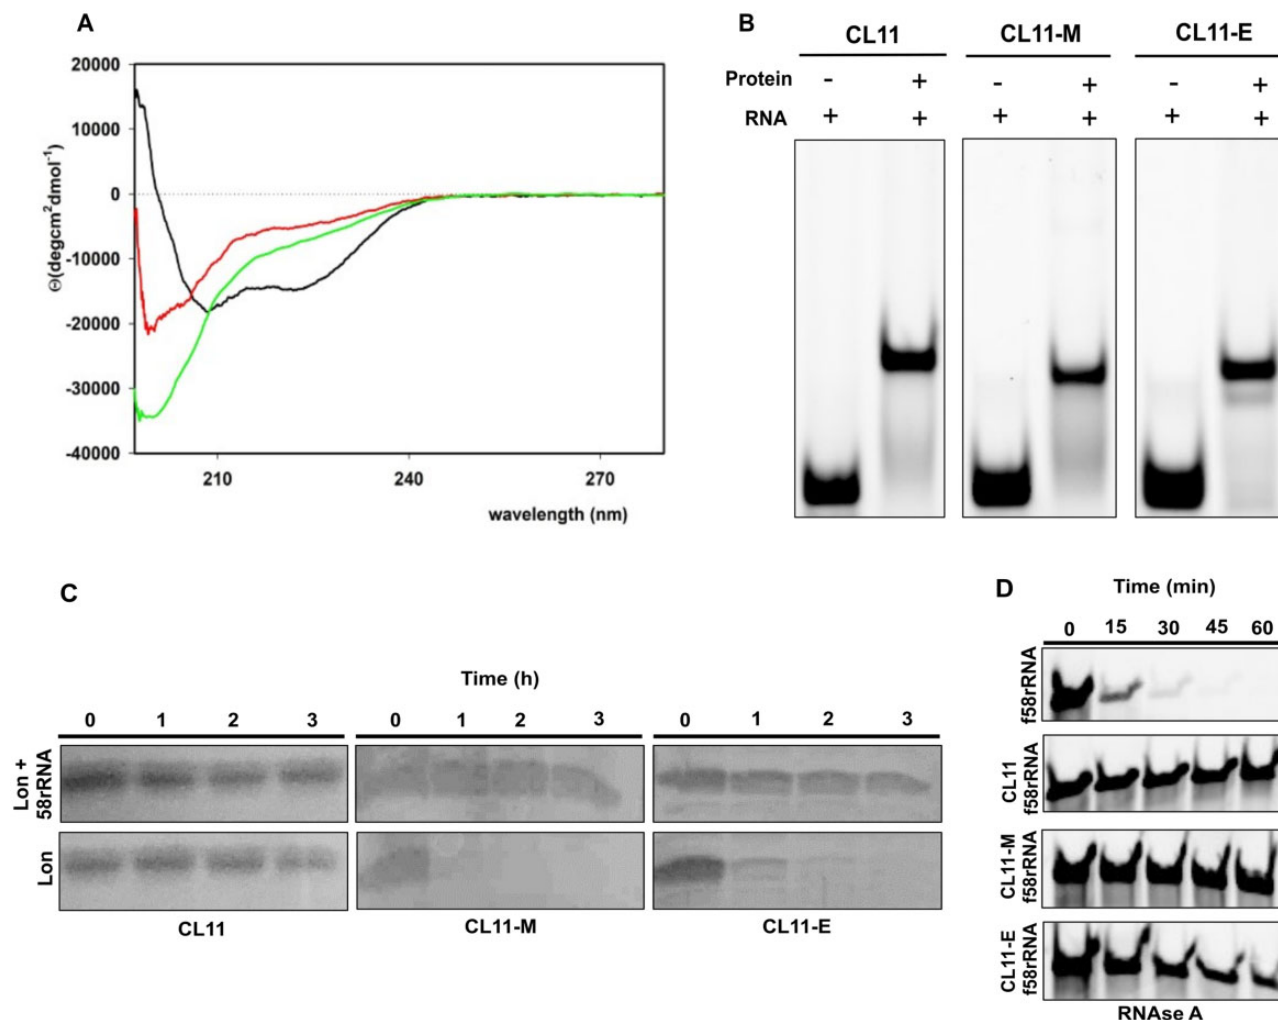 A
20000
10000
0
-10000
-20000
-30000
-40000
Θ(degcm²dmol⁻¹)
210 240 270
wavelength (nm)
B
CL11 CL11-M CL11-E
Protein - + - + - +
RNA + + + + + +
C
Time (h)
0 1 2 3 0 1 2 3 0 1 2 3
Lon +
58rRNA
Lon
CL11 CL11-M CL11-E
D
Time (min)
0 15 30 45 60
f58rRNA
CL11
f58rRNA
CL11-M
f58rRNA
CL11-E
f58rRNA
RNAse A